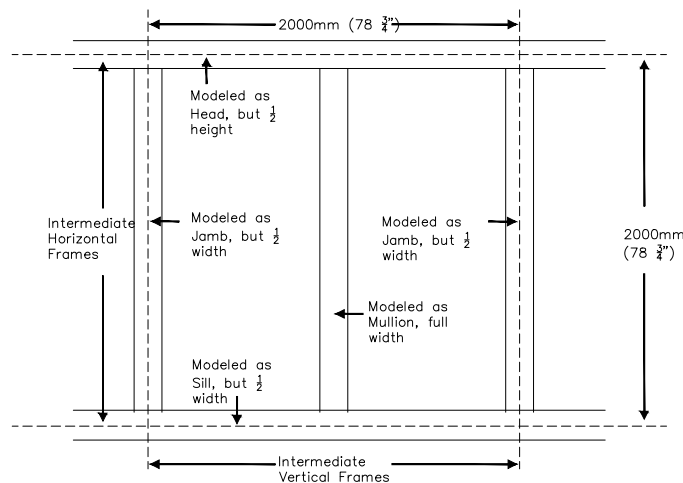 2000mm (78 ¾")
Modeled as
Head, but ½
height
Intermediate
Horizontal
Frames
Modeled as
Jamb, but ½
width
Modeled as
Jamb, but ½
width
2000mm
(78 ¾")
Modeled as
Mullion, full
width
Modeled as
Sill, but ½
width
Intermediate
Vertical Frames